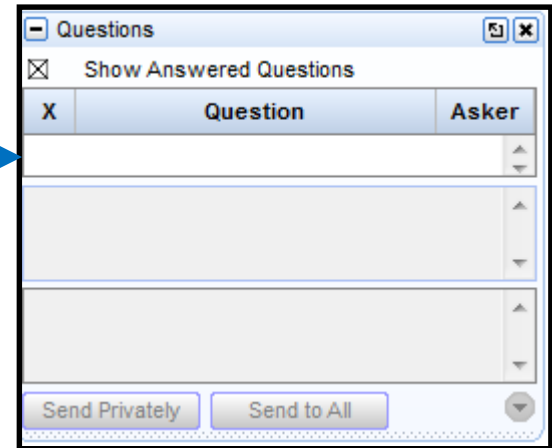 Questions
Show Answered Questions
X Question Asker
Send Privately Send to All